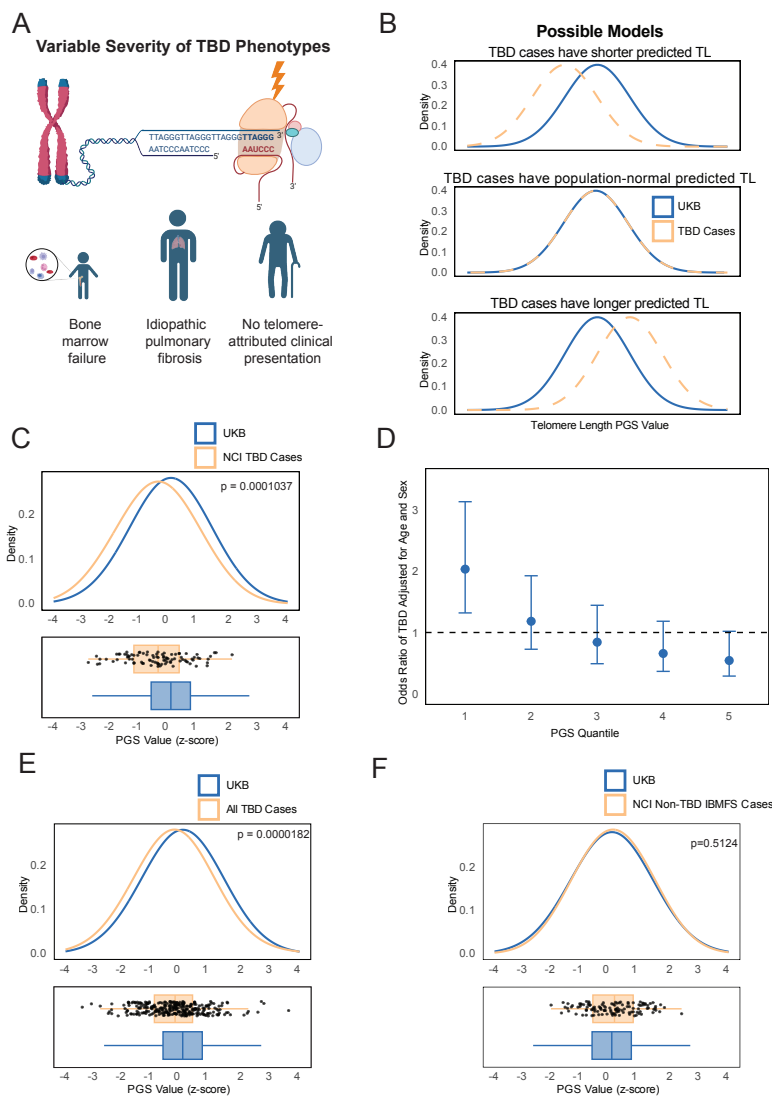 A
Variable Severity of TBD Phenotypes
TTAGGGTTAGGGTTAGGGTTAGGG 3'
AATCCCAATCCC 5' AAUCCC
3'
5'
Bone
marrow
failure
Idiopathic
pulmonary
fibrosis
No telomere-
attributed clinical
presentation
B
Possible Models
TBD cases have shorter predicted TL
Density
0.4
0.3
0.2
0.1
0.0
TBD cases have population-normal predicted TL
Density
0.4
0.3
0.2
0.1
0.0
UKB
TBD Cases
TBD cases have longer predicted TL
Density
0.4
0.3
0.2
0.1
0.0
Telomere Length PGS Value
C
UKB
NCI TBD Cases
p = 0.0001037
Density
0.2
0.1
0.0
-4 -3 -2 -1 0 1 2 3 4
-4 -3 -2 -1 0 1 2 3 4
PGS Value (z-score)
D
Odds Ratio of TBD Adjusted for Age and Sex
3
2
1
0
1 2 3 4 5
PGS Quantile
E
UKB
All TBD Cases
p = 0.0000182
Density
0.2
0.1
0.0
-4 -3 -2 -1 0 1 2 3 4
-4 -3 -2 -1 0 1 2 3 4
PGS Value (z-score)
F
UKB
NCI Non-TBD IBMFS Cases
p=0.5124
Density
0.2
0.1
0.0
-4 -3 -2 -1 0 1 2 3 4
-4 -3 -2 -1 0 1 2 3 4
PGS Value (z-score)